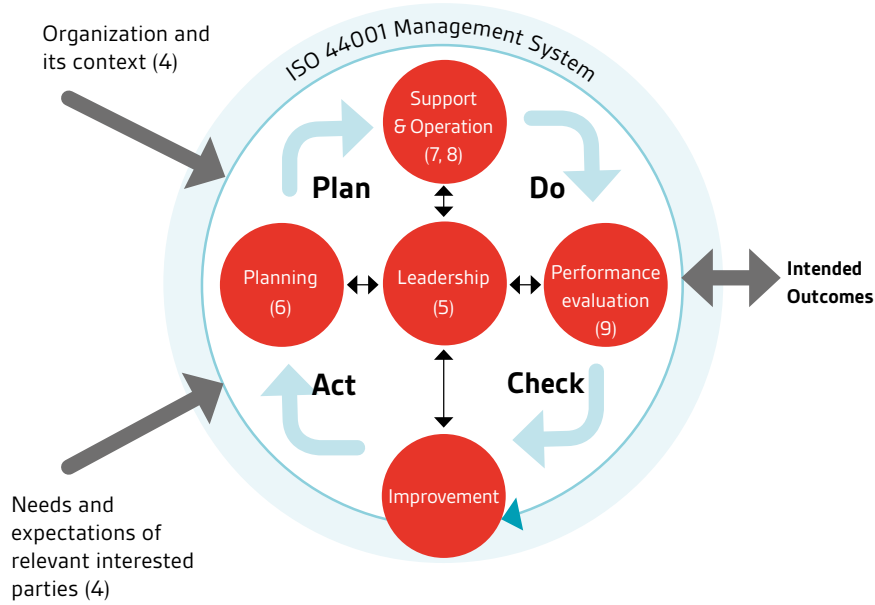 Organization and
its context (4)
ISO 44001 Management System
Support
& Operation
(7, 8)
Plan
Do
Planning
(6)
Leadership
(5)
Performance
evaluation
(9)
Intended
Outcomes
Act
Check
Improvement
Needs and
expectations of
relevant interested
parties (4)